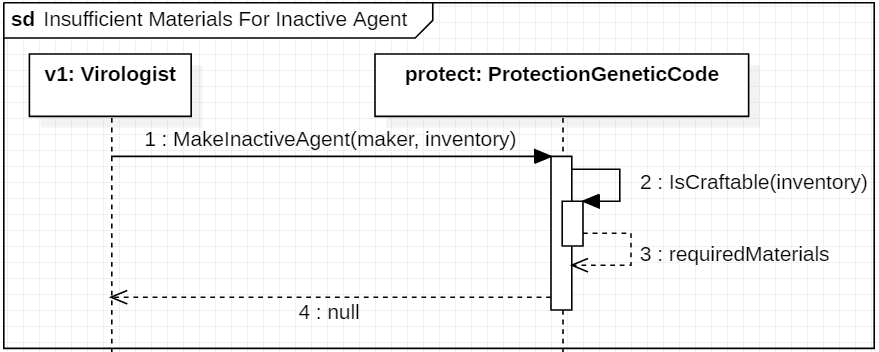 sd Insufficient Materials For Inactive Agent
v1: Virologist
protect: ProtectionGeneticCode
1 : MakeInactiveAgent(maker, inventory)
2 : IsCraftable(inventory)
3 : requiredMaterials
4 : null